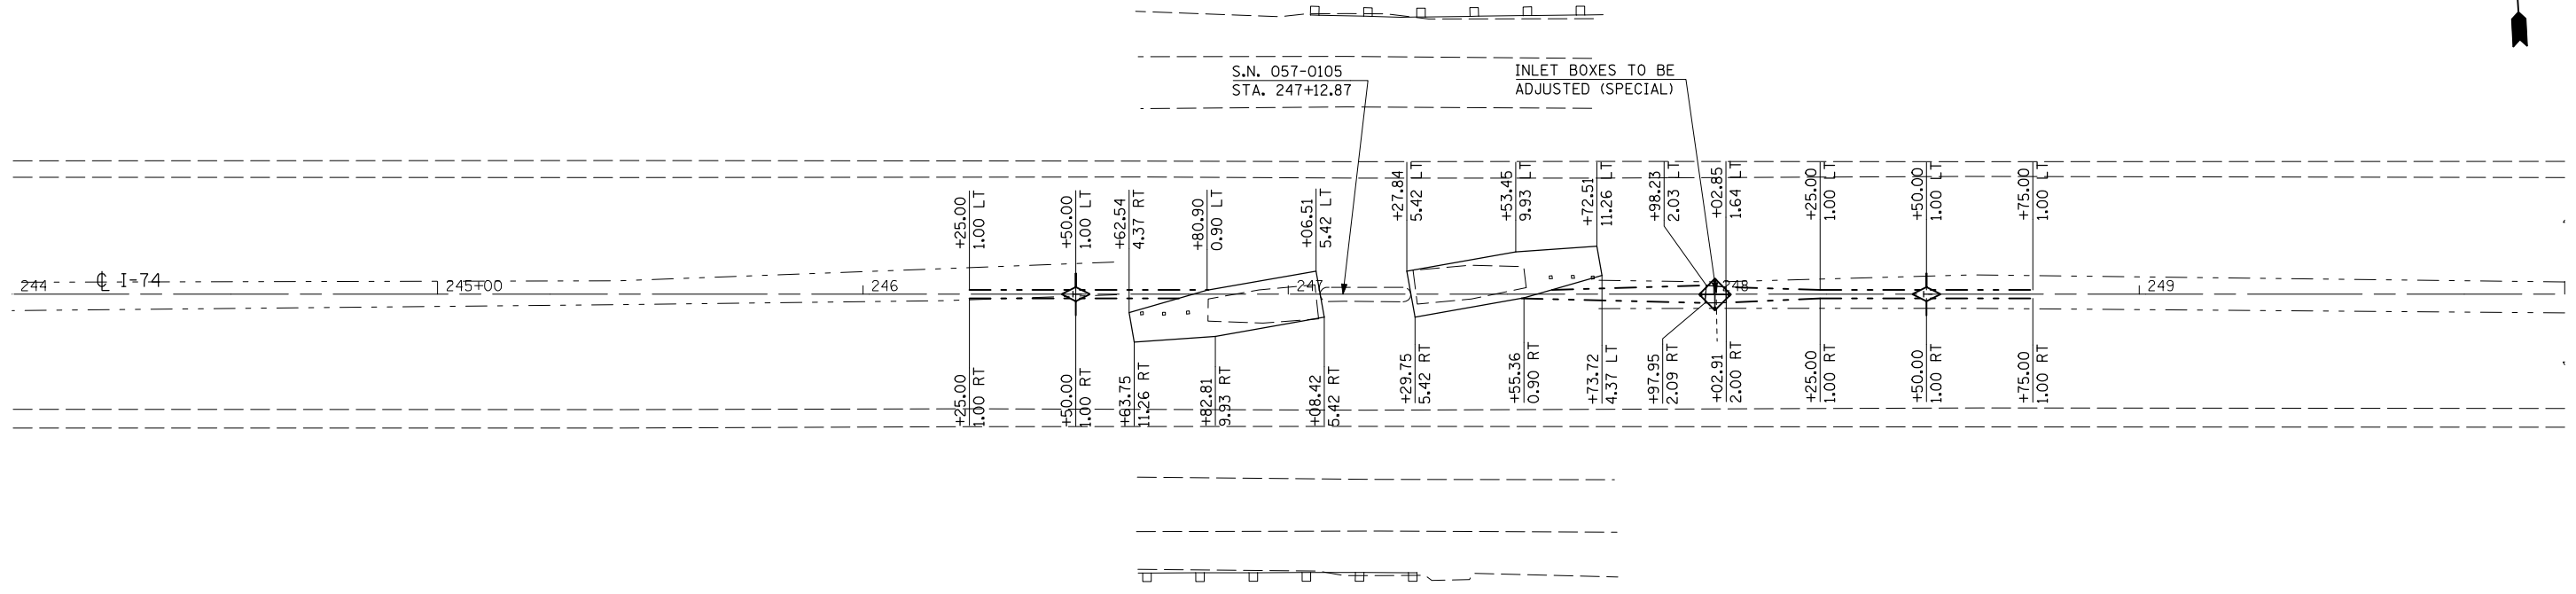 S.N. 057-0105
STA. 247+12.87
INLET BOXES TO BE
ADJUSTED (SPECIAL)
+25.00
1.00 LT
+50.00
1.00 LT
+62.54
4.37 RT
+80.90
0.90 LT
+06.51
5.42 LT
+27.84
5.42 LT
+53.45
9.93 LT
+72.51
11.26 LT
+98.23
2.03 LT
+02.85
1.64 LT
+25.00
1.00 LT
+50.00
1.00 LT
+75.00
1.00 LT
244
℄ I-74
245+00
246
247
248
249
+25.00
1.00 RT
+50.00
1.00 RT
+63.75
11.26 RT
+82.81
9.93 RT
+08.42
5.42 RT
+29.75
5.42 RT
+55.36
0.90 RT
+73.72
4.37 LT
+97.95
2.09 RT
+02.91
2.00 RT
+25.00
1.00 RT
+50.00
1.00 RT
+75.00
1.00 RT